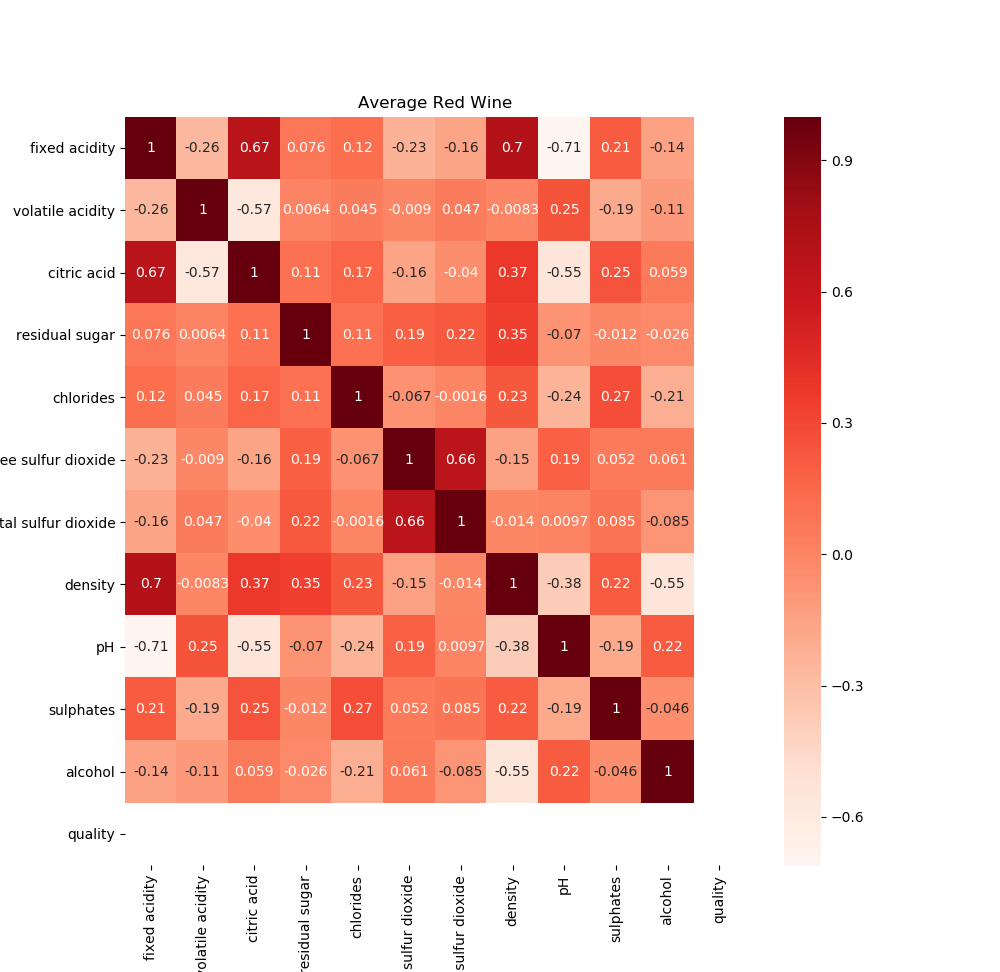 Average Red Wine
fixed acidity 1 -0.26 0.67 0.076 0.12 -0.23 -0.16 0.7 -0.71 0.21 -0.14
volatile acidity -0.26 1 -0.57 0.0064 0.045 -0.009 0.047 -0.0083 0.25 -0.19 -0.11
citric acid 0.67 -0.57 1 0.11 0.17 -0.16 -0.04 0.37 -0.55 0.25 0.059
residual sugar 0.076 0.0064 0.11 1 0.11 0.19 0.22 0.35 -0.07 -0.012 -0.026
chlorides 0.12 0.045 0.17 0.11 1 -0.067 -0.0016 0.23 -0.24 0.27 -0.21
ee sulfur dioxide -0.23 -0.009 -0.16 0.19 -0.067 1 0.66 -0.15 0.19 0.052 0.061
tal sulfur dioxide -0.16 0.047 -0.04 0.22 -0.0016 0.66 1 -0.014 0.0097 0.085 -0.085
density 0.7 -0.0083 0.37 0.35 0.23 -0.15 -0.014 1 -0.38 0.22 -0.55
pH -0.71 0.25 -0.55 -0.07 -0.24 0.19 0.0097 -0.38 1 -0.19 0.22
sulphates 0.21 -0.19 0.25 -0.012 0.27 0.052 0.085 0.22 -0.19 1 -0.046
alcohol -0.14 -0.11 0.059 -0.026 -0.21 0.061 -0.085 -0.55 0.22 -0.046 1
quality
fixed acidity
volatile acidity
citric acid
residual sugar
chlorides
sulfur dioxide
sulfur dioxide
density
pH
sulphates
alcohol
quality
0.9
0.6
0.3
0.0
−0.3
−0.6